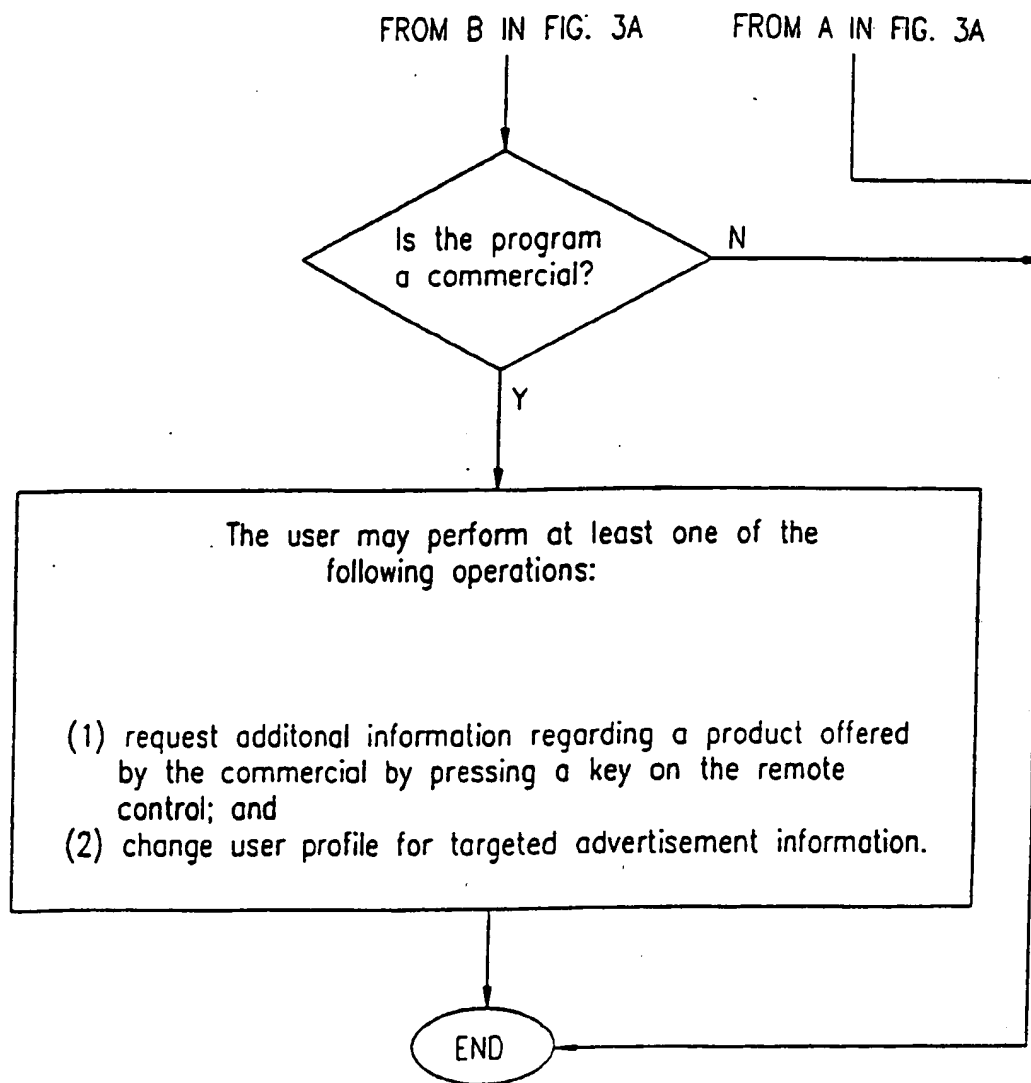 FROM B IN FIG. 3A
FROM A IN FIG. 3A
Is the program
a commercial?
N
Y
The user may perform at least one of the
following operations:
(1) request additonal information regarding a product offered
by the commercial by pressing a key on the remote
control; and
(2) change user profile for targeted advertisement information.
END